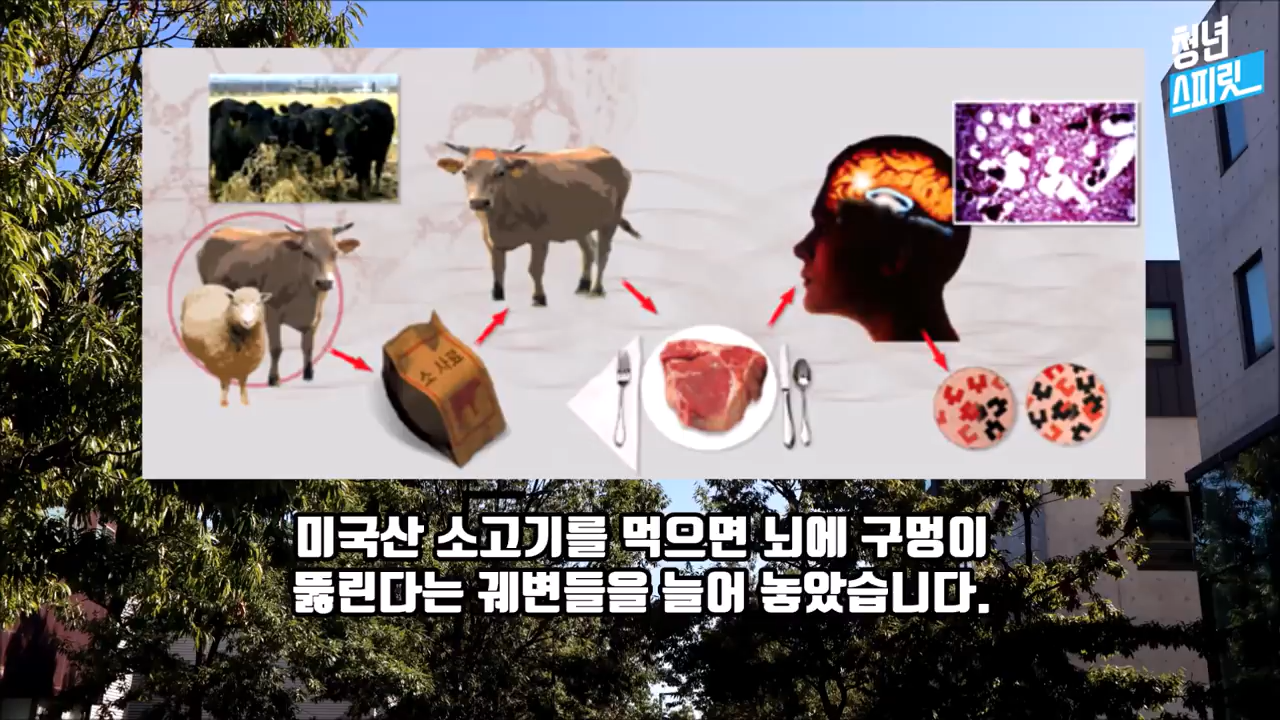 청년
스피릿
소 사료
미국산 소고기를 먹으면 뇌에 구멍이
뚫린다는 궤변들을 늘어 놓았습니다.